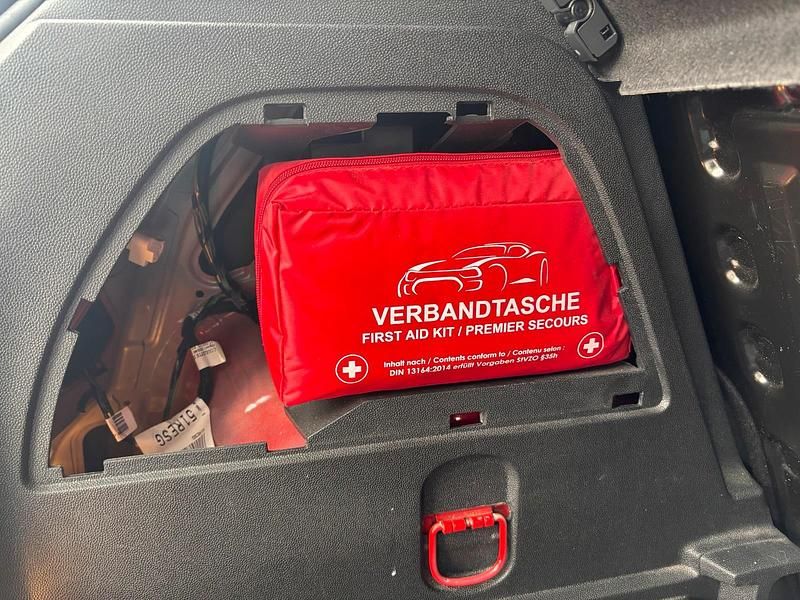 VERBANDTASCHE
FIRST AID KIT / PREMIER SECOURS
Inhalt nach / Contents conform to / Contenu selon :
DIN 13164:2014 erfüllt Vorgaben StVZO §35h
51RESG